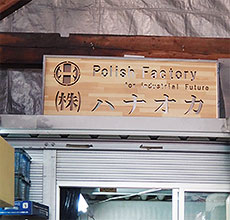 Polish Factory
for Industrial Future
㈱ ハナオカ